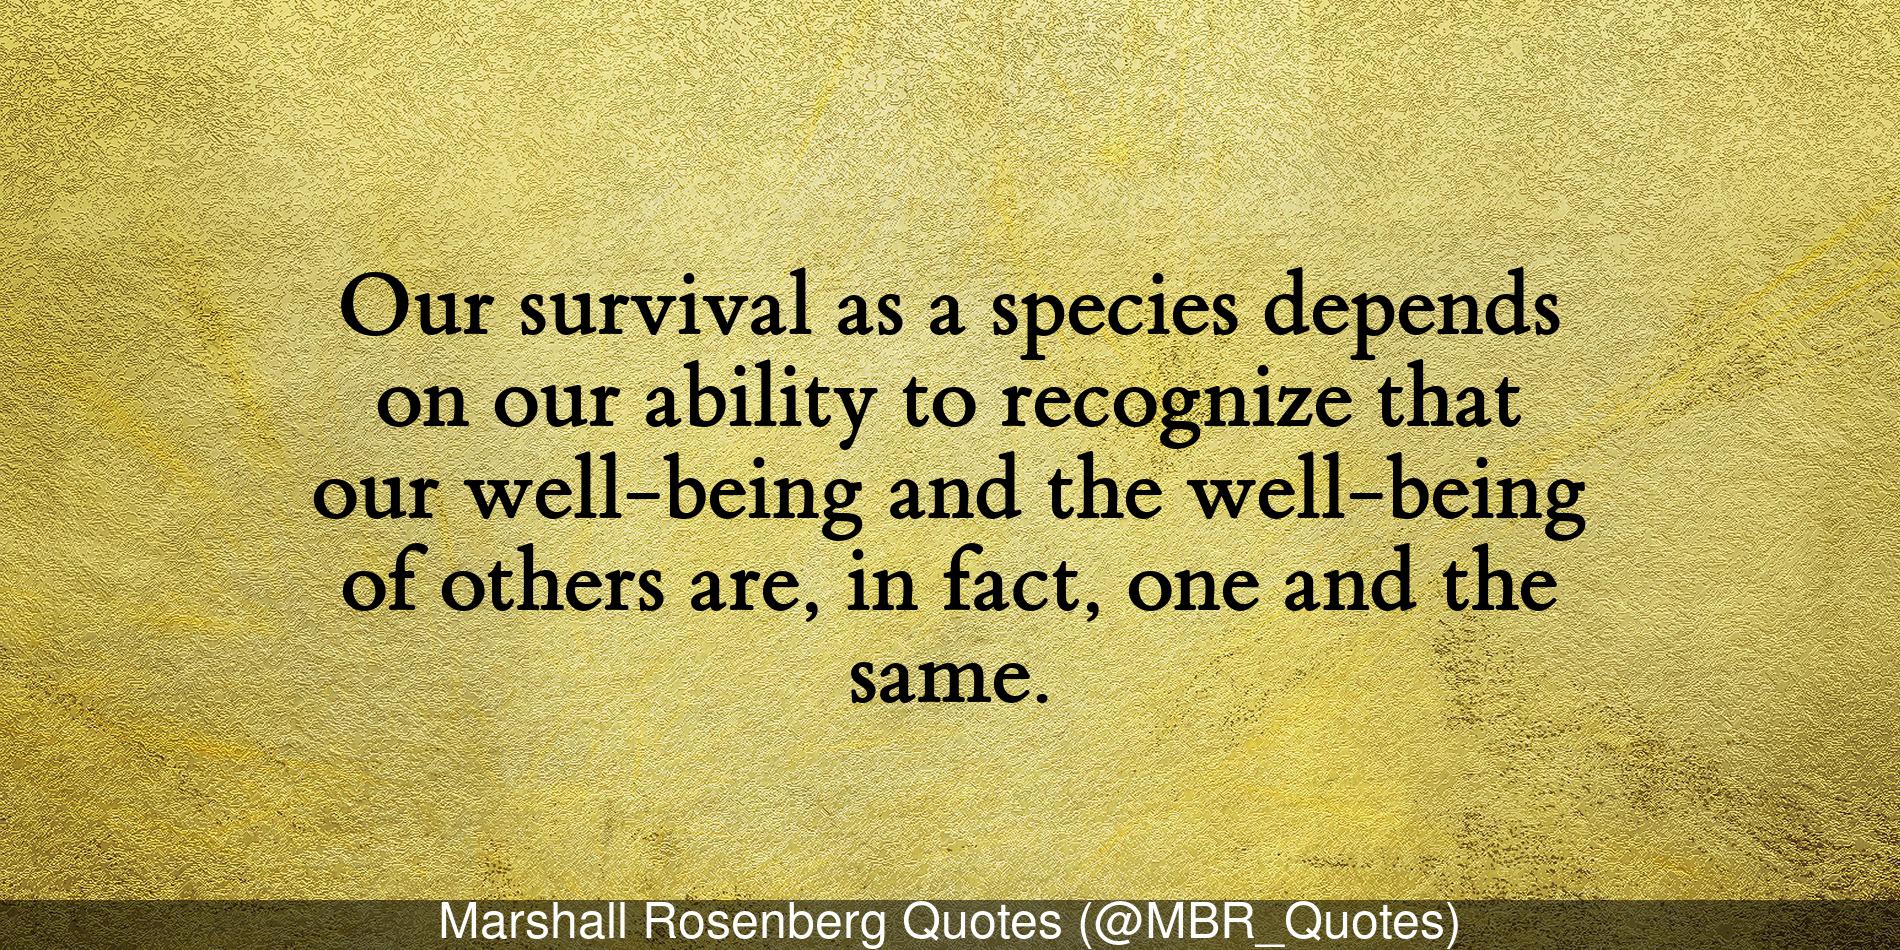 Our survival as a species depends
on our ability to recognize that
our well-being and the well-being
of others are, in fact, one and the
same.
Marshall Rosenberg Quotes (@MBR_Quotes)